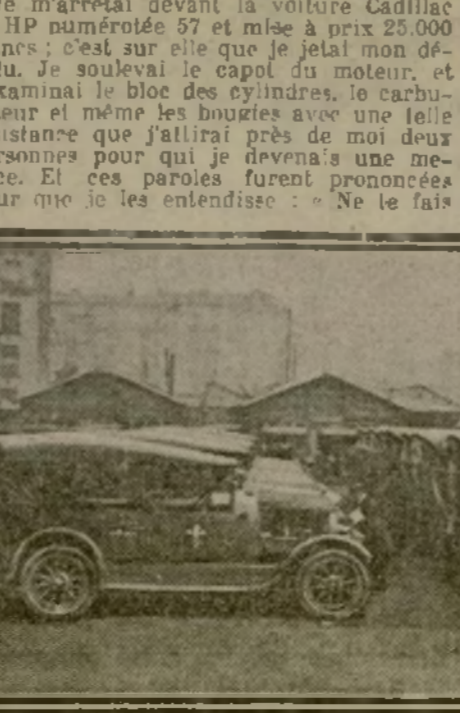 m'arrêtai devant la voiture Cadillac
HP numérotée 57 et mise à prix 25.000
ncs ; c'est sur elle que je jetai mon dé-
lu. Je soulevai le capot du moteur, et
xaminai le bloc des cylindres, le carbu-
eur et même les bougies avec une telle
istance que j'attirai près de moi deux
rsonnes pour qui je devenais une me-
ce. Et ces paroles furent prononcées
ur que je les entendisse : « Ne le fais